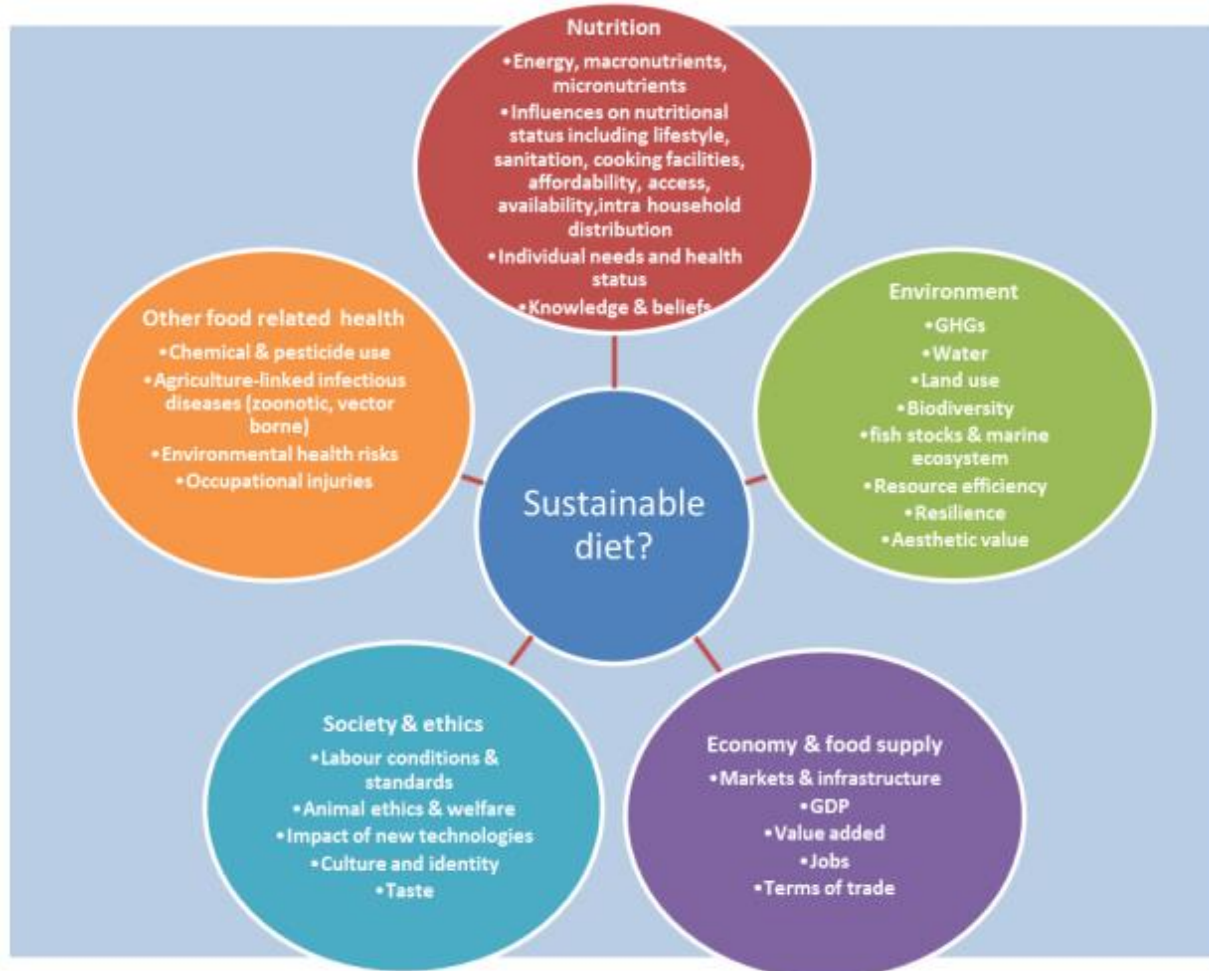 Nutrition
•Energy, macronutrients,
micronutrients
•Influences on nutritional
status including lifestyle,
sanitation, cooking facilities,
affordability, access,
availability,intra household
distribution
•Individual needs and health
status
•Knowledge & beliefs
Other food related health
•Chemical & pesticide use
•Agriculture-linked infectious
diseases (zoonotic, vector
borne)
•Environmental health risks
•Occupational injuries
Environment
•GHGs
•Water
•Land use
•Biodiversity
•fish stocks & marine
ecosystem
•Resource efficiency
•Resilience
•Aesthetic value
Sustainable
diet?
Society & ethics
•Labour conditions &
standards
•Animal ethics & welfare
•Impact of new technologies
•Culture and identity
•Taste
Economy & food supply
•Markets & infrastructure
•GDP
•Value added
•Jobs
•Terms of trade